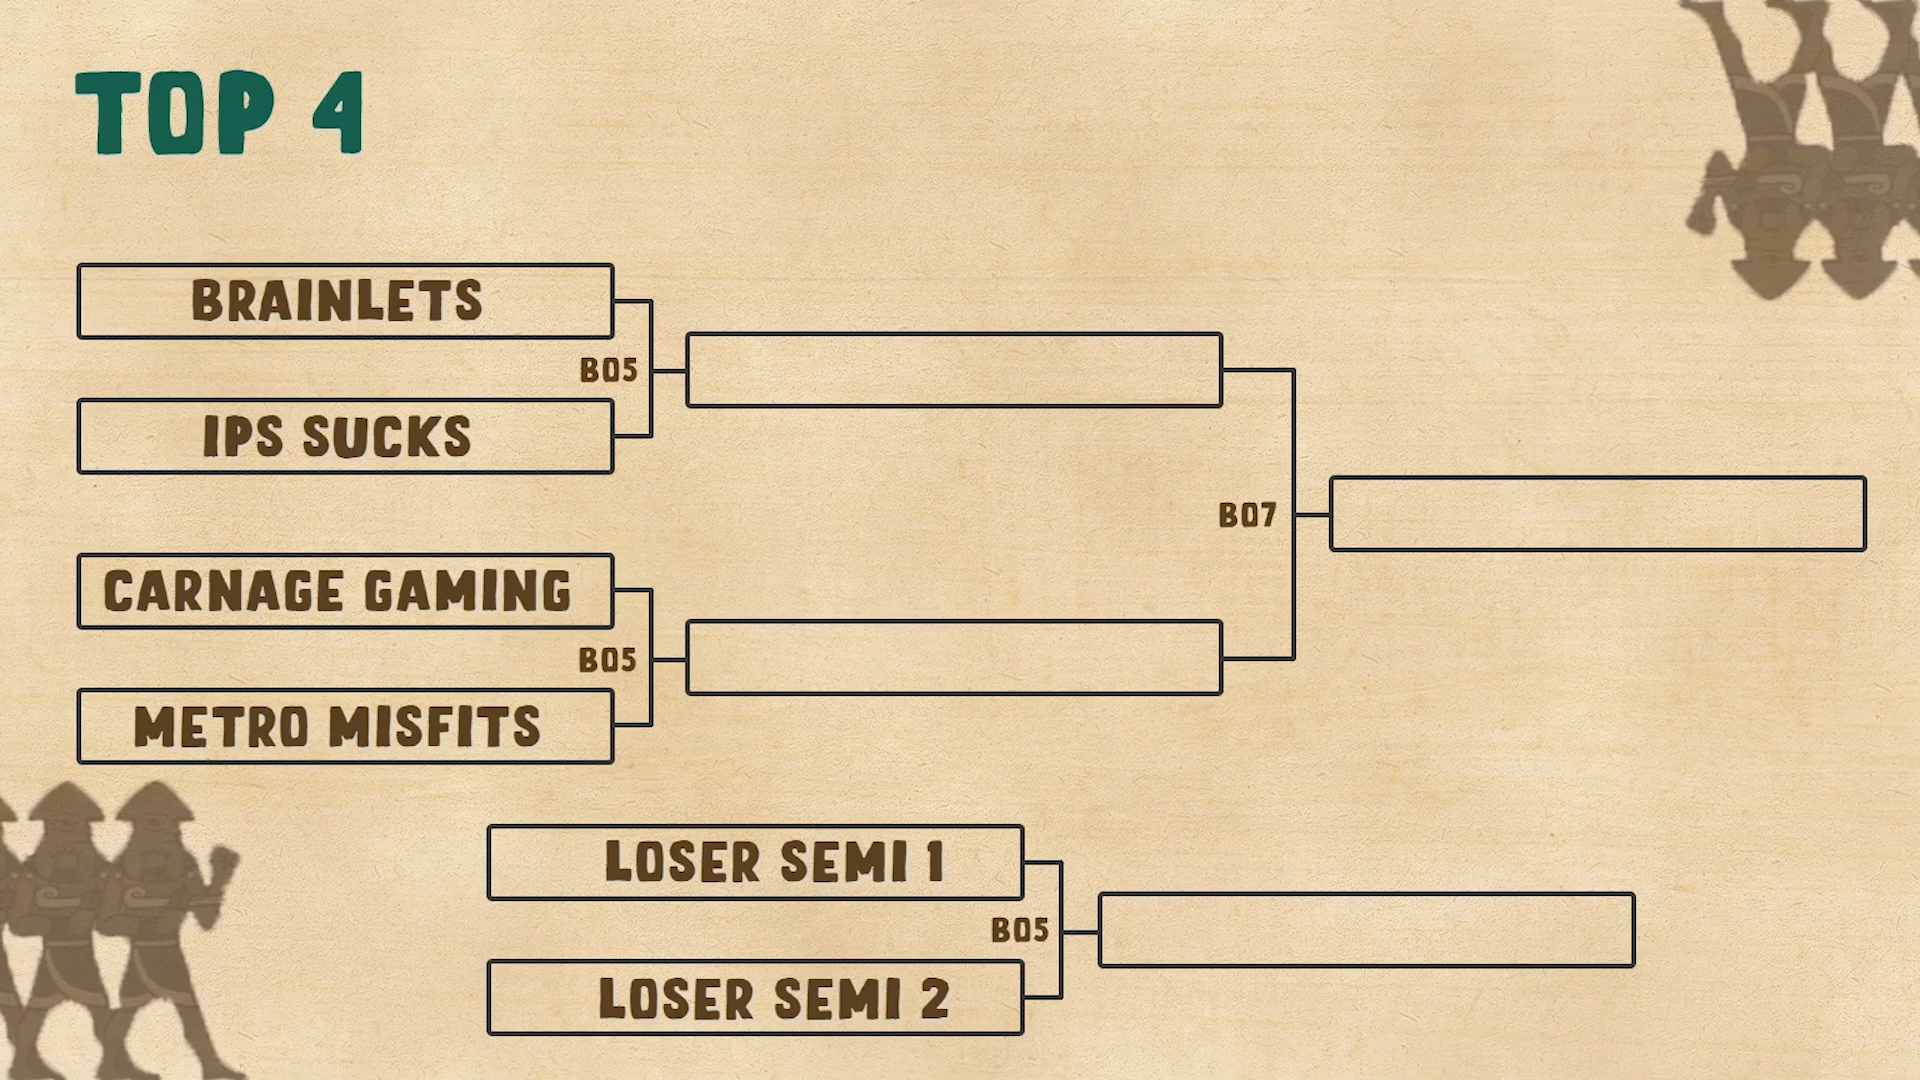 TOP 4
BRAINLETS
BO5
IPS SUCKS
BO7
CARNAGE GAMING
BO5
METRO MISFITS
LOSER SEMI 1
BO5
LOSER SEMI 2